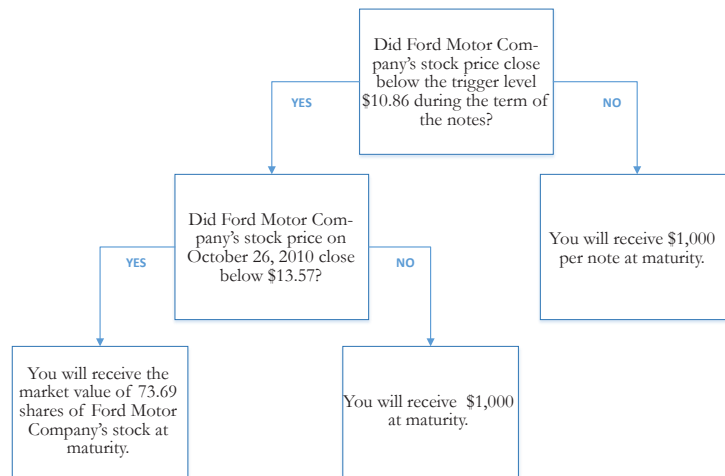 Did Ford Motor Com-
pany's stock price close
below the trigger level
$10.86 during the term of
the notes?
YES
NO
Did Ford Motor Com-
pany's stock price on
October 26, 2010 close
below $13.57?
You will receive $1,000
per note at maturity.
YES
NO
You will receive the
market value of 73.69
shares of Ford Motor
Company's stock at
maturity.
You will receive $1,000
at maturity.